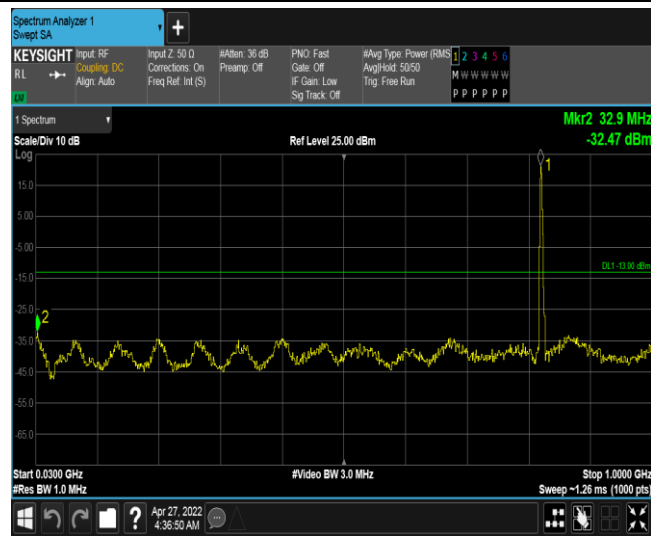 Spectrum Analyzer 1
Swept SA
KEYSIGHT
RL
Input: RF
Coupling: DC
Align: Auto
Input Z: 50 Ω
Corrections: On
Freq Ref: Int (S)
#Atten: 36 dB
Preamp: Off
PNO: Fast
Gate: Off
IF Gain: Low
Sig Track: Off
#Avg Type: Power (RMS
Avg|Hold: 50/50
Trig: Free Run
1 2 3 4 5 6
M W W W W W
P P P P P P
1 Spectrum
Mkr2 32.9 MHz
-32.47 dBm
Scale/Div 10 dB
Ref Level 25.00 dBm
Log
1
15.0
5.00
-5.00
DL1 -13.00 dBm
-15.0
-25.0
2
-35.0
-45.0
-55.0
-65.0
Start 0.0300 GHz
#Video BW 3.0 MHz
Stop 1.0000 GHz
#Res BW 1.0 MHz
Sweep ~1.26 ms (1000 pts)
?
Apr 27, 2022
4:36:50 AM